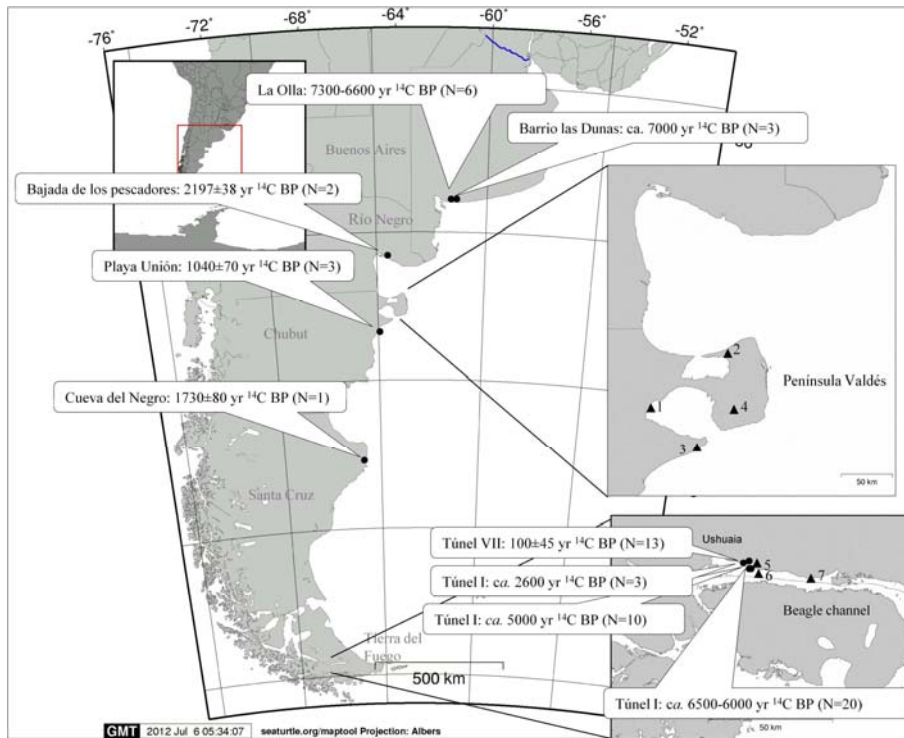 -76
-72
-68
-64
-60
-56
-52
La Olla: 7300-6600 yr ¹⁴C BP (N=6)
Barrio las Dunas: ca. 7000 yr ¹⁴C BP (N=3)
Buenos Aires
Bajada de los pescadores: 2197±38 yr ¹⁴C BP (N=2)
Río Negro
Playa Unión: 1040±70 yr ¹⁴C BP (N=3)
Chubut
2
Península Valdés
1
4
3
Cueva del Negro: 1730±80 yr ¹⁴C BP (N=1)
50 km
Santa Cruz
Túnel VII: 100±45 yr ¹⁴C BP (N=13)
Ushuaia
5
6
7
Túnel I: ca. 2600 yr ¹⁴C BP (N=3)
Túnel I: ca. 5000 yr ¹⁴C BP (N=10)
Beagle channel
Tierra del
Fuego
500 km
Túnel I: ca. 6500-6000 yr ¹⁴C BP (N=20)
50 km
GMT 2012 Jul 6 05:34:07 seaturtle.org/maptool Projection: Albers